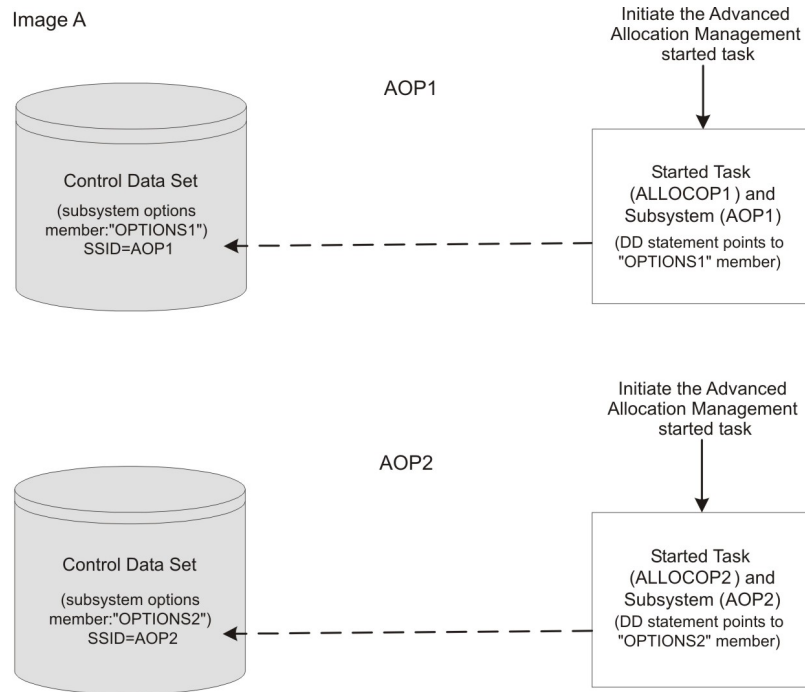 Image A
Initiate the Advanced
Allocation Management
started task
AOP1
Control Data Set
(subsystem options
member:"OPTIONS1")
SSID=AOP1
Started Task
(ALLOCOP1) and
Subsystem (AOP1)
(DD statement points to
"OPTIONS1" member)
Initiate the Advanced
Allocation Management
started task
AOP2
Control Data Set
(subsystem options
member:"OPTIONS2")
SSID=AOP2
Started Task
(ALLOCOP2) and
Subsystem (AOP2)
(DD statement points to
"OPTIONS2" member)